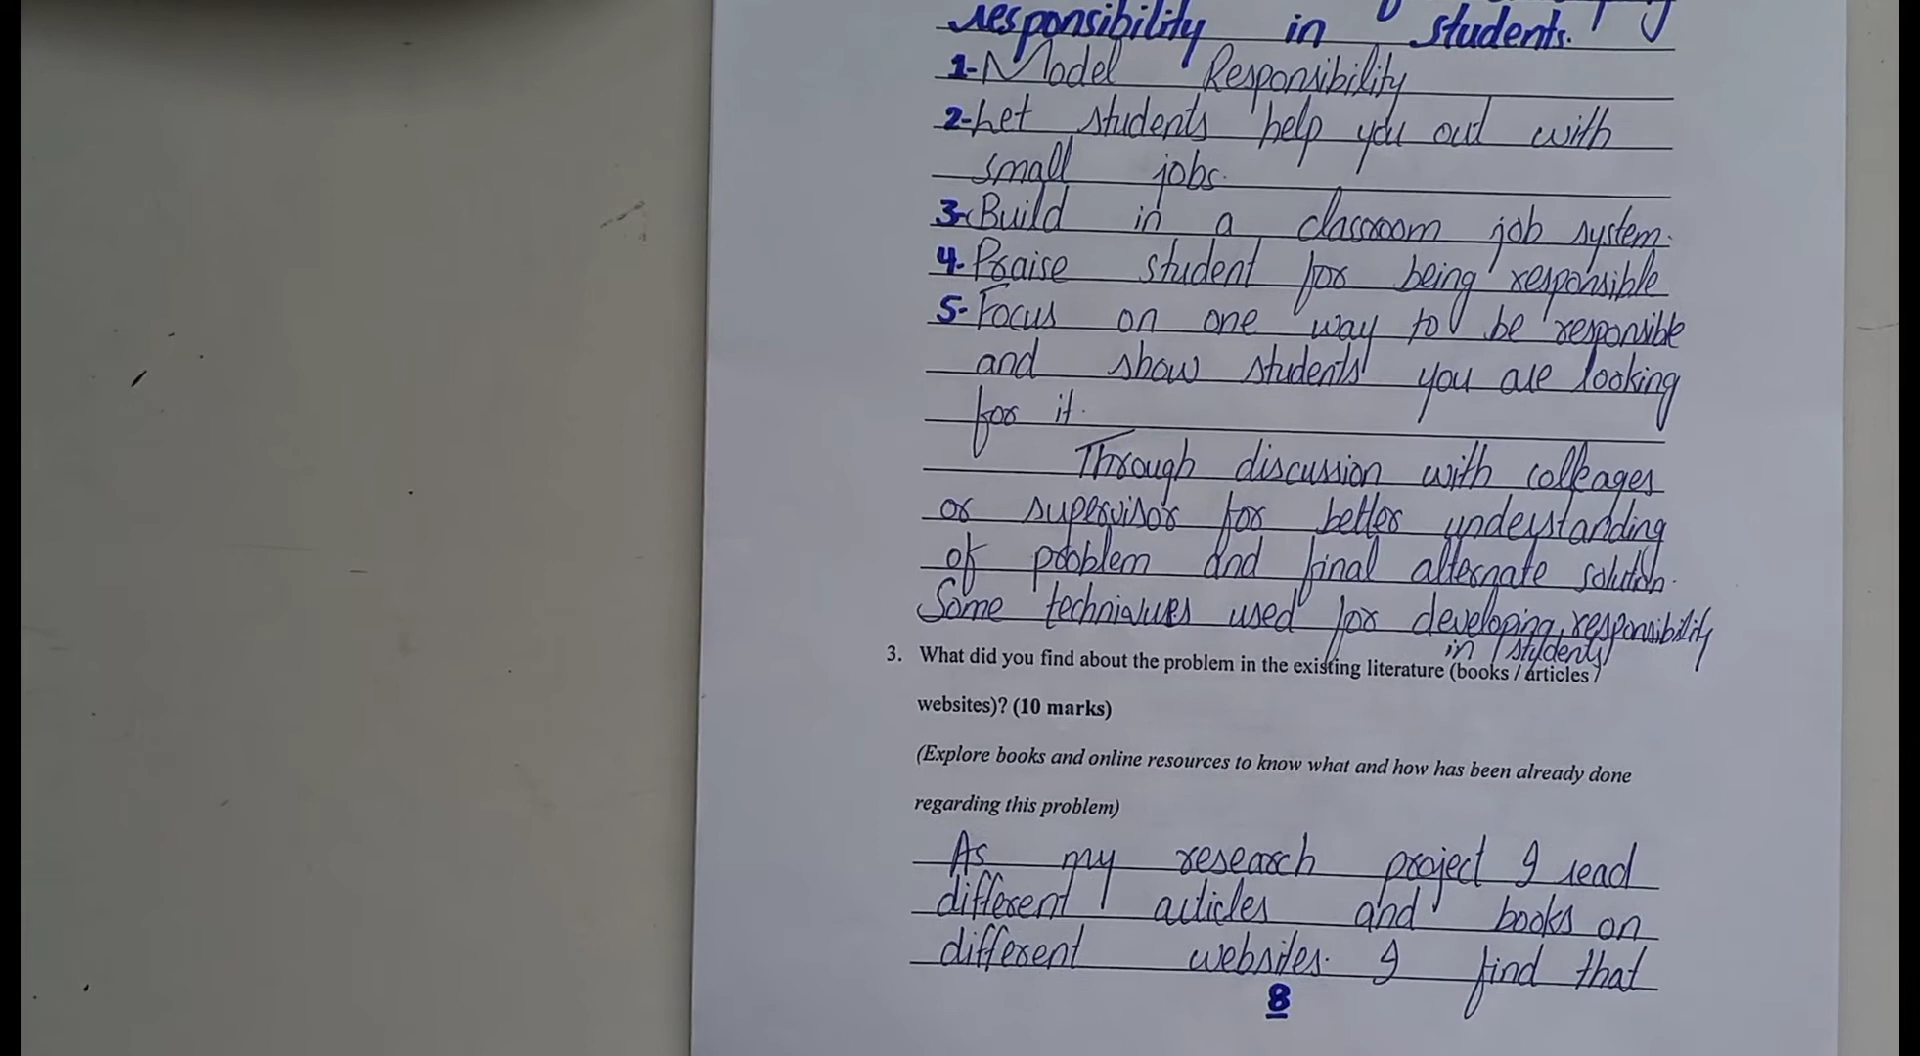 responsibility in students.
1-Model Responsibility
2-Let students help you out with
small jobs.
3-Build in a classroom job system.
4-Praise student for being responsible
5-Focus on one way to be responsible
and show students you are looking
for it.
Through discussion with colleages
or supervisor for better understanding
of problem and final alternate solution.
Some techniques used for developing responsibility
in students
3. What did you find about the problem in the existing literature (books / articles /
websites)? (10 marks)
(Explore books and online resources to know what and how has been already done
regarding this problem)
As my research project I read
different articles and books on
different websites. I find that
8